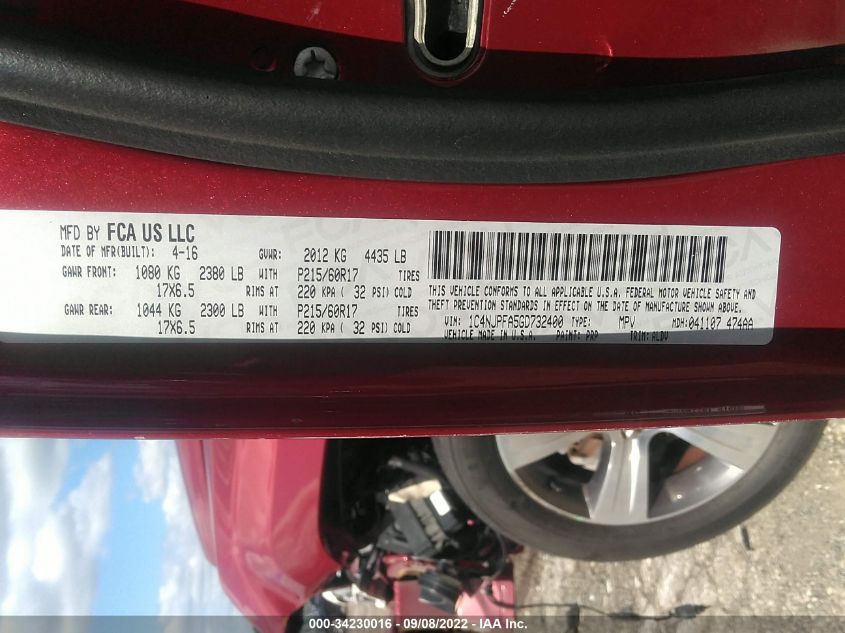 MFD BY FCA US LLC
DATE OF MFR(BUILT): 4-16 GVWR: 2012 KG 4435 LB
GAWR FRONT: 1080 KG 2380 LB WITH P215/60R17 TIRES
17X6.5 RIMS AT 220 KPA ( 32 PSI) COLD
GAWR REAR: 1044 KG 2300 LB WITH P215/60R17 TIRES
17X6.5 RIMS AT 220 KPA ( 32 PSI) COLD
THIS VEHICLE CONFORMS TO ALL APPLICABLE U.S.A. FEDERAL MOTOR VEHICLE SAFETY AND
THEFT PREVENTION STANDARDS IN EFFECT ON THE DATE OF MANUFACTURE SHOWN ABOVE.
VIN: 1C4NJPFA5GD732400 TYPE: MPV MDH: 041107 474AA
VEHICLE MADE IN U.S.A. PAINT: PRP TRIM: ALDV
000-34230016 - 09/08/2022 - IAA Inc.